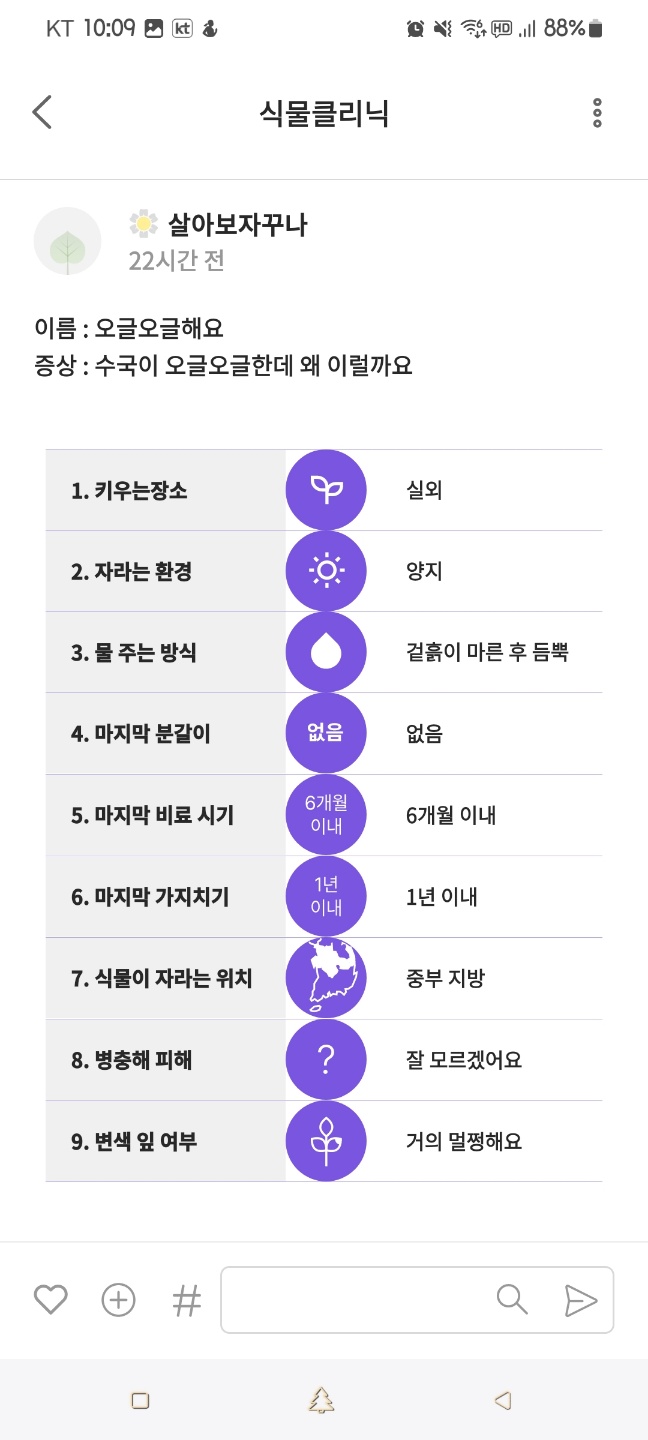 KT 10:09 kt HD 88%
식물클리닉
살아보자꾸나
22시간 전
이름 : 오글오글해요
증상 : 수국이 오글오글한데 왜 이럴까요
1. 키우는장소 실외
2. 자라는 환경 양지
3. 물 주는 방식 겉흙이 마른 후 듬뿍
4. 마지막 분갈이 없음 없음
5. 마지막 비료 시기 6개월 이내 6개월 이내
6. 마지막 가지치기 1년 이내 1년 이내
7. 식물이 자라는 위치 중부 지방
8. 병충해 피해 ? 잘 모르겠어요
9. 변색 잎 여부 거의 멀쩡해요
#